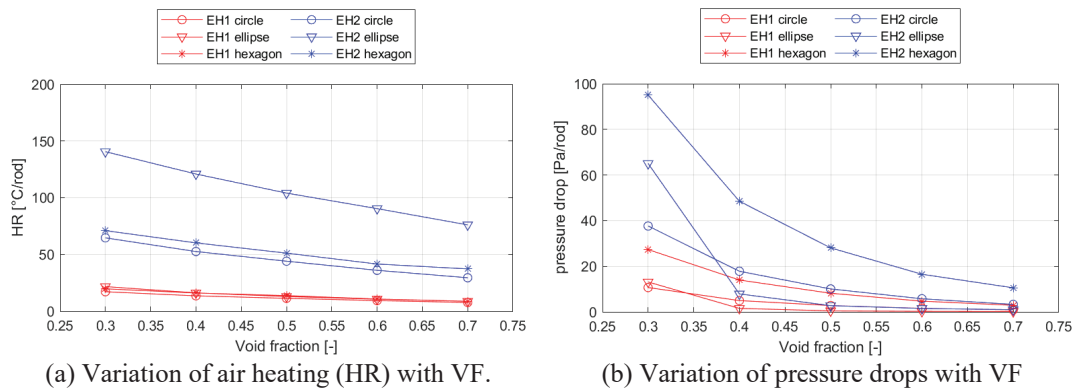 EH1 circle EH2 circle
EH1 ellipse EH2 ellipse
EH1 hexagon EH2 hexagon
200
150
100
50
0
HR [°C/rod]
0.25 0.3 0.35 0.4 0.45 0.5 0.55 0.6 0.65 0.7 0.75
Void fraction [-]
(a) Variation of air heating (HR) with VF.
EH1 circle EH2 circle
EH1 ellipse EH2 ellipse
EH1 hexagon EH2 hexagon
100
80
60
40
20
0
pressure drop [Pa/rod]
0.25 0.3 0.35 0.4 0.45 0.5 0.55 0.6 0.65 0.7 0.75
Void fraction [-]
(b) Variation of pressure drops with VF